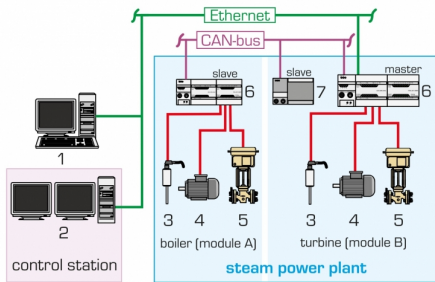 Ethernet
CAN-bus
slave
slave
master
6
7
6
1
2
3
4
5
3
4
5
boiler (module A)
turbine (module B)
control station
steam power plant